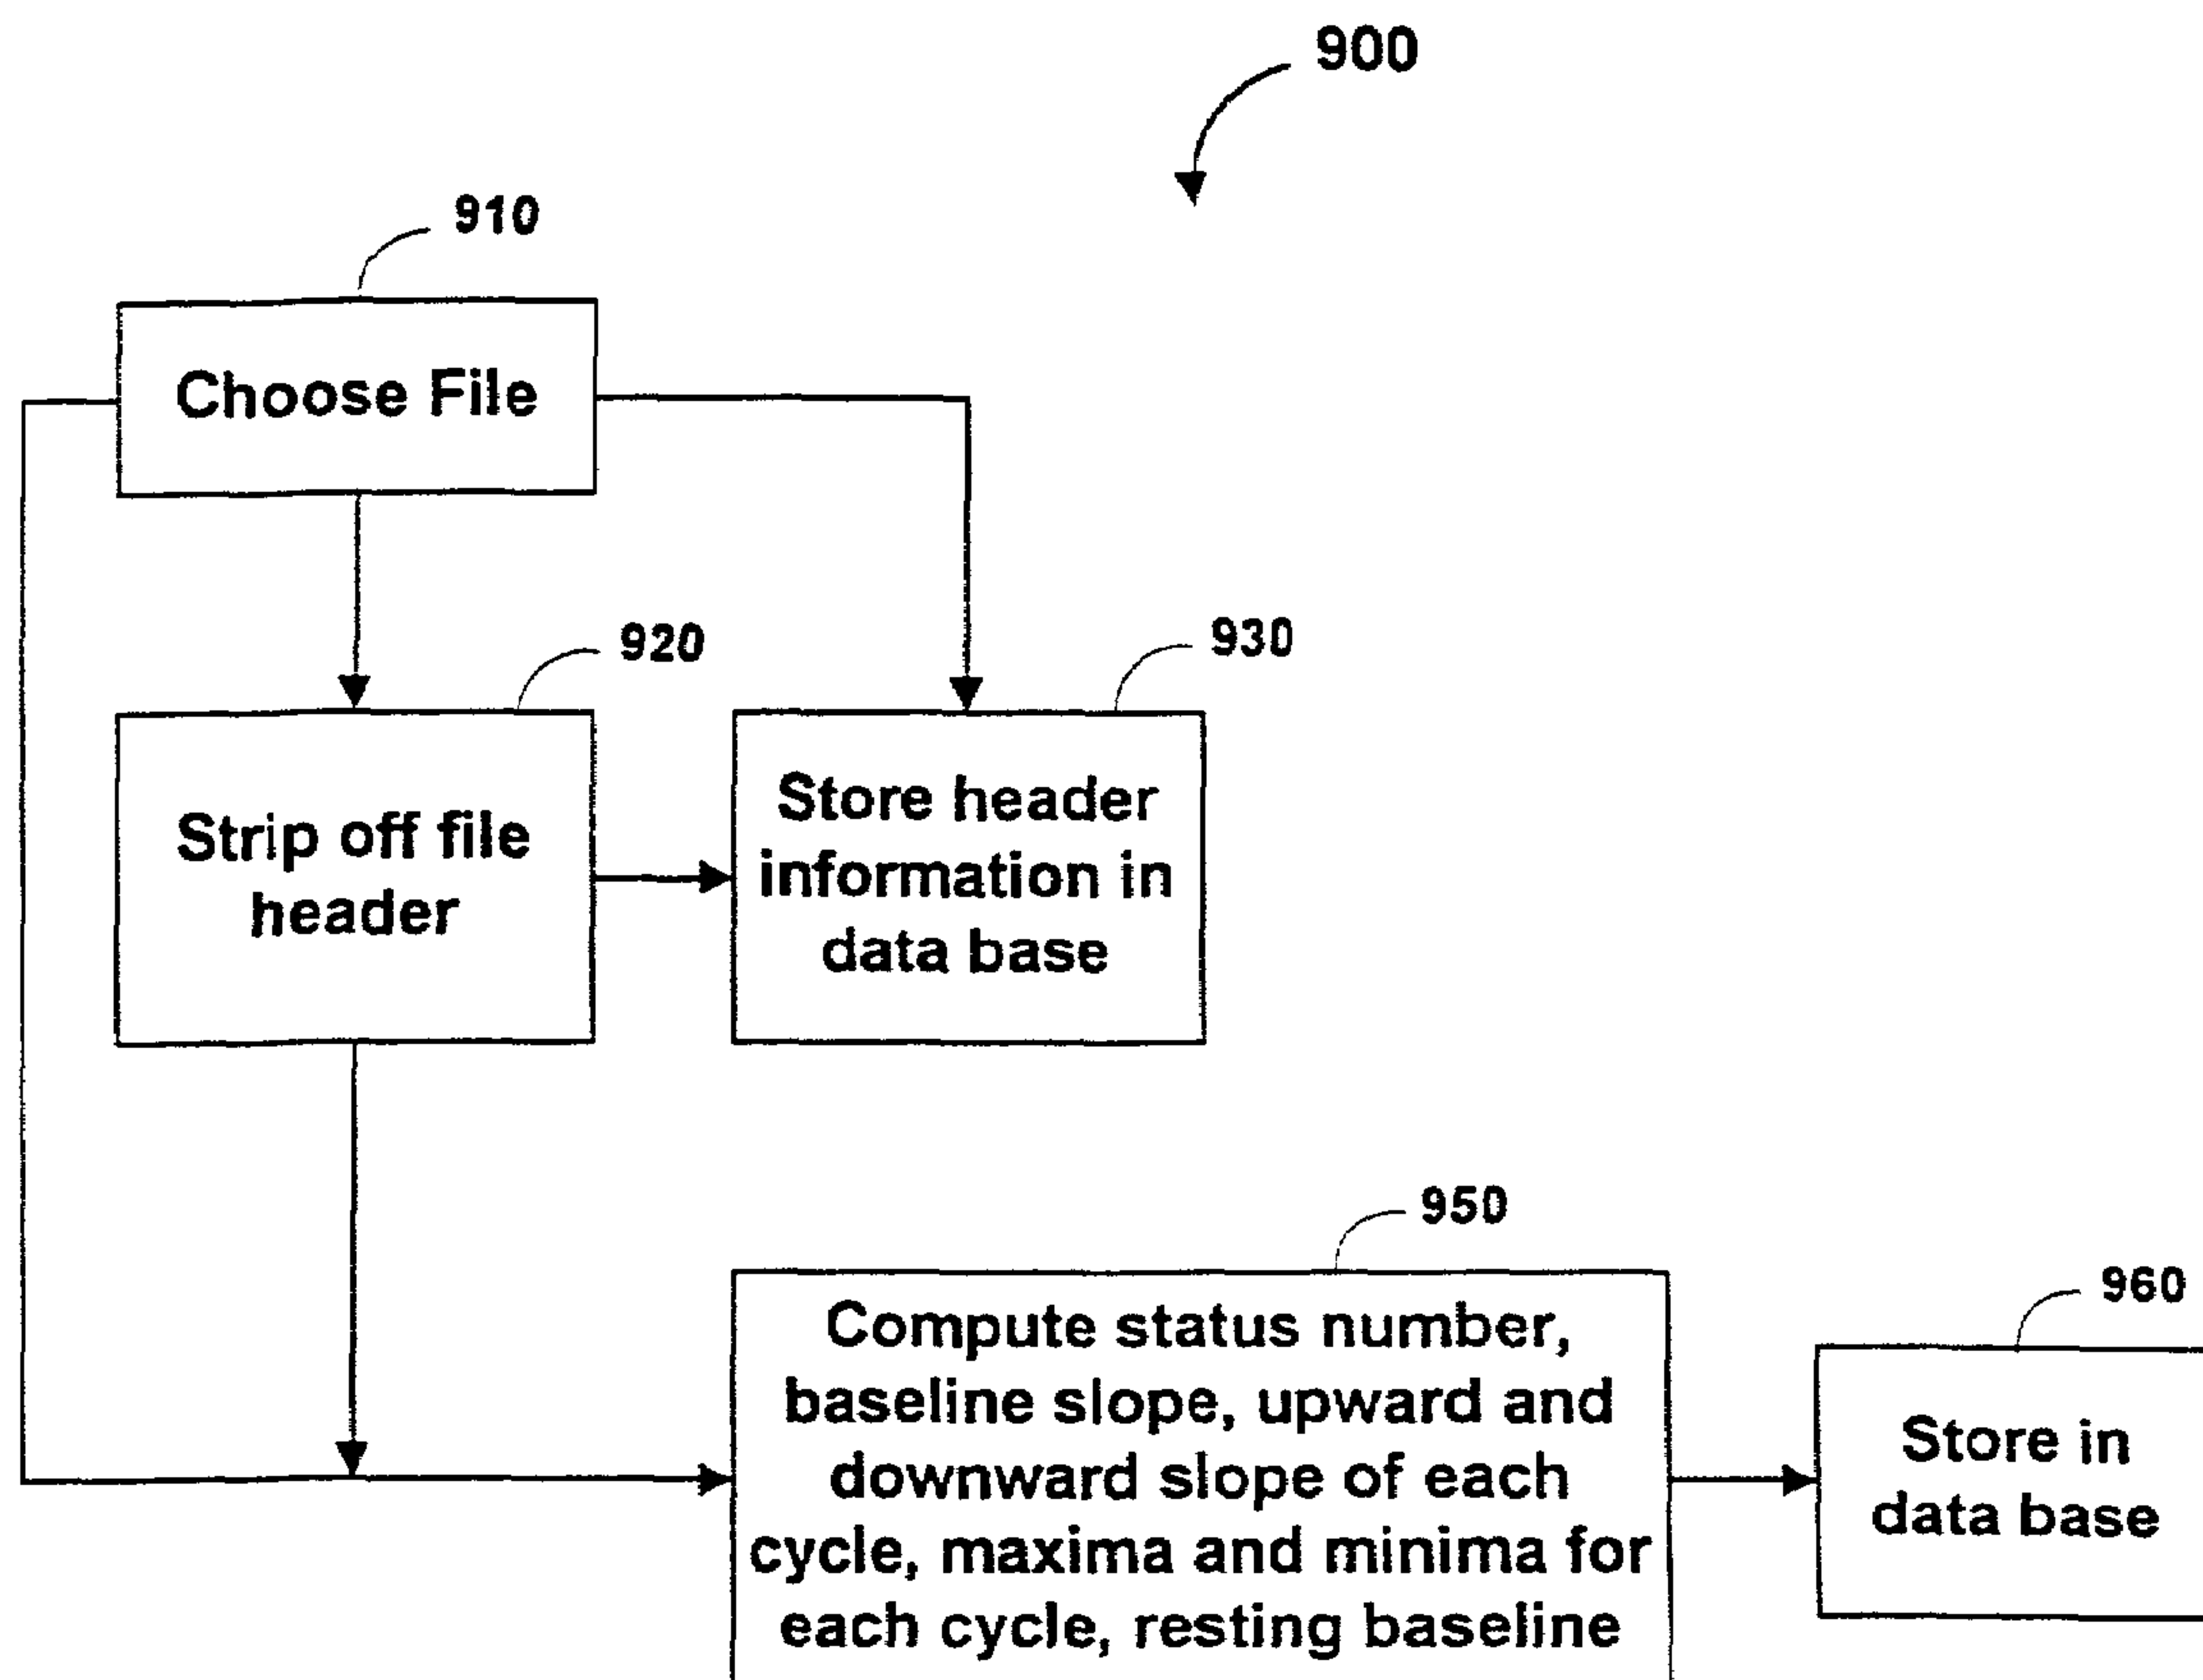 900
910
Choose File
920
930
Strip off file
header
Store header
information in
data base
950
960
Compute status number,
baseline slope, upward and
downward slope of each
cycle, maxima and minima for
each cycle, resting baseline
Store in
data base